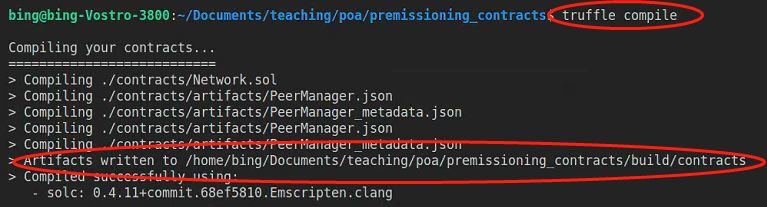 bing@bing-Vostro-3800:~/Documents/teaching/poa/premissioning_contracts$ truffle compile
Compiling your contracts...
===========================
> Compiling ./contracts/Network.sol
> Compiling ./contracts/artifacts/PeerManager.json
> Compiling ./contracts/artifacts/PeerManager_metadata.json
> Compiling ./contracts/artifacts/PeerManager.json
> Compiling ./contracts/artifacts/PeerManager_metadata.json
> Artifacts written to /home/bing/Documents/teaching/poa/premissioning_contracts/build/contracts
> Compiled successfully using:
- solc: 0.4.11+commit.68ef5810.Emscripten.clang